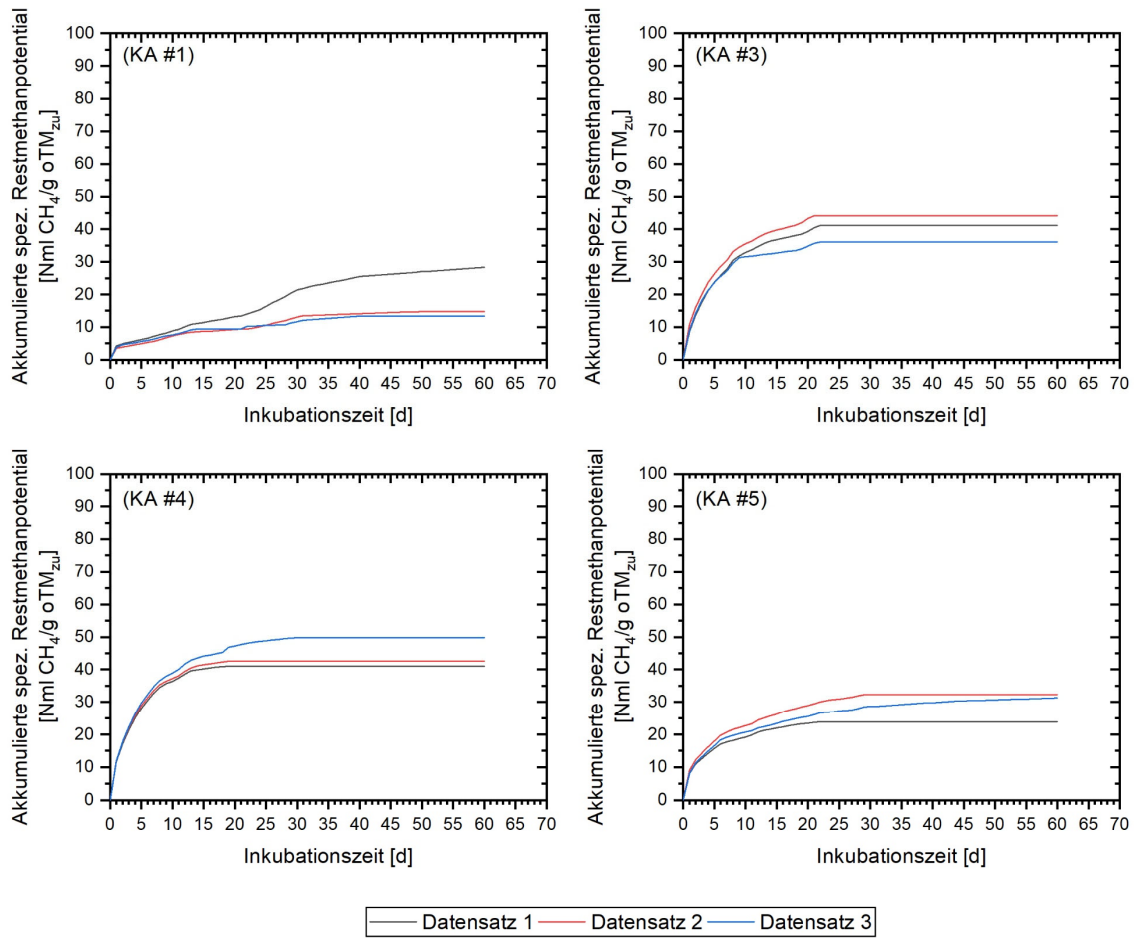 Akkumulierte spez. Restmethanpotential
[Nml CH₄/g oTM_zu]
(KA #1)
100
90
80
70
60
50
40
30
20
10
0
0 5 10 15 20 25 30 35 40 45 50 55 60 65 70
Inkubationszeit [d]
Akkumulierte spez. Restmethanpotential
[Nml CH₄/g oTM_zu]
(KA #3)
100
90
80
70
60
50
40
30
20
10
0
0 5 10 15 20 25 30 35 40 45 50 55 60 65 70
Inkubationszeit [d]
Akkumulierte spez. Restmethanpotential
[Nml CH₄/g oTM_zu]
(KA #4)
100
90
80
70
60
50
40
30
20
10
0
0 5 10 15 20 25 30 35 40 45 50 55 60 65 70
Inkubationszeit [d]
Akkumulierte spez. Restmethanpotential
[Nml CH₄/g oTM_zu]
(KA #5)
100
90
80
70
60
50
40
30
20
10
0
0 5 10 15 20 25 30 35 40 45 50 55 60 65 70
Inkubationszeit [d]
Datensatz 1 Datensatz 2 Datensatz 3